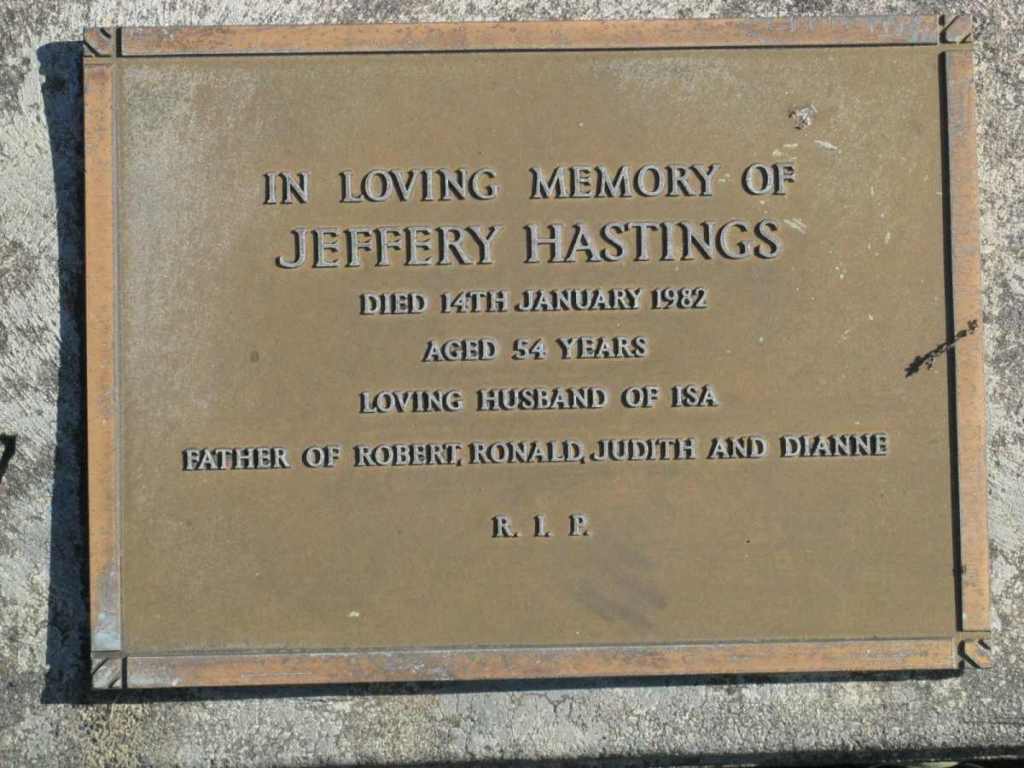 IN LOVING MEMORY OF
JEFFERY HASTINGS
DIED 14TH JANUARY 1982
AGED 54 YEARS
LOVING HUSBAND OF ISA
FATHER OF ROBERT, RONALD, JUDITH AND DIANNE
R. I. P.